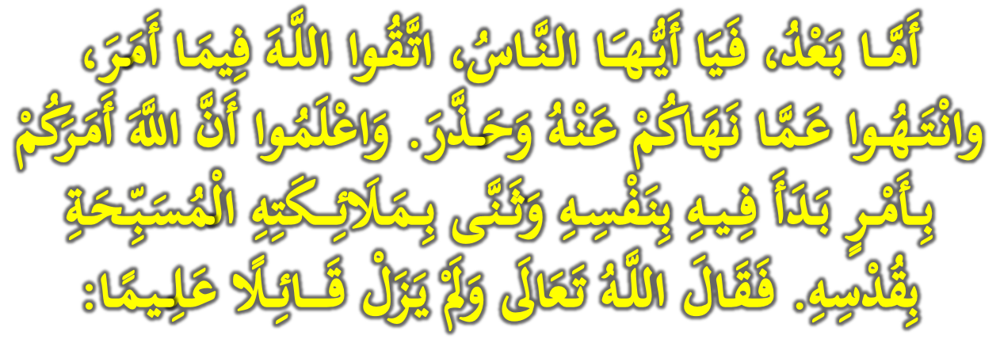 أَمَّا بَعْدُ، فَيَا أَيُّهَا النَّاسُ، اتَّقُوا اللَّهَ فِيمَا أَمَرَ،
وانْتَهُوا عَمَّا نَهَاكُمْ عَنْهُ وَحَذَّرَ. وَاعْلَمُوا أَنَّ اللهَ أَمَرَكُمْ
بِأَمْرٍ بَدَأَ فِيهِ بِنَفْسِهِ وَثَنَّى بِمَلَائِكَتِهِ الْمُسَبِّحَةِ
بِقُدْسِهِ. فَقَالَ اللَّهُ تَعَالَى وَلَمْ يَزَلْ قَائِلًا عَلِيمًا: